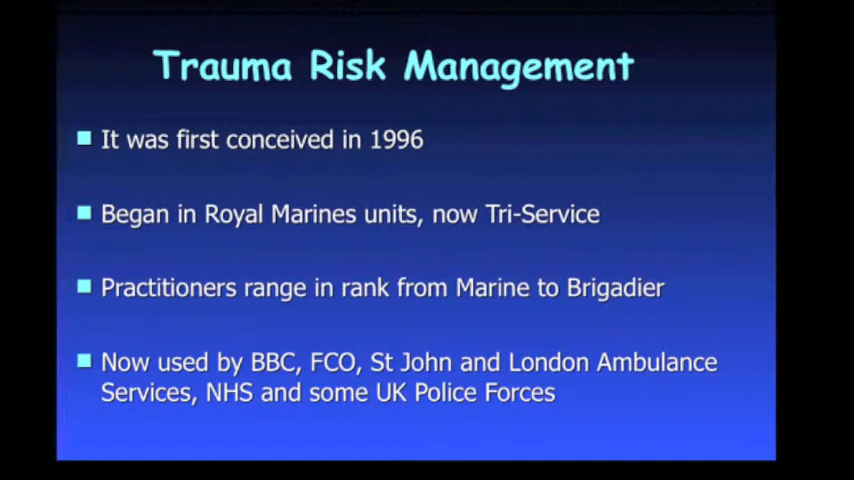 Trauma Risk Management
It was first conceived in 1996
Began in Royal Marines units, now Tri-Service
Practitioners range in rank from Marine to Brigadier
Now used by BBC, FCO, St John and London Ambulance
Services, NHS and some UK Police Forces